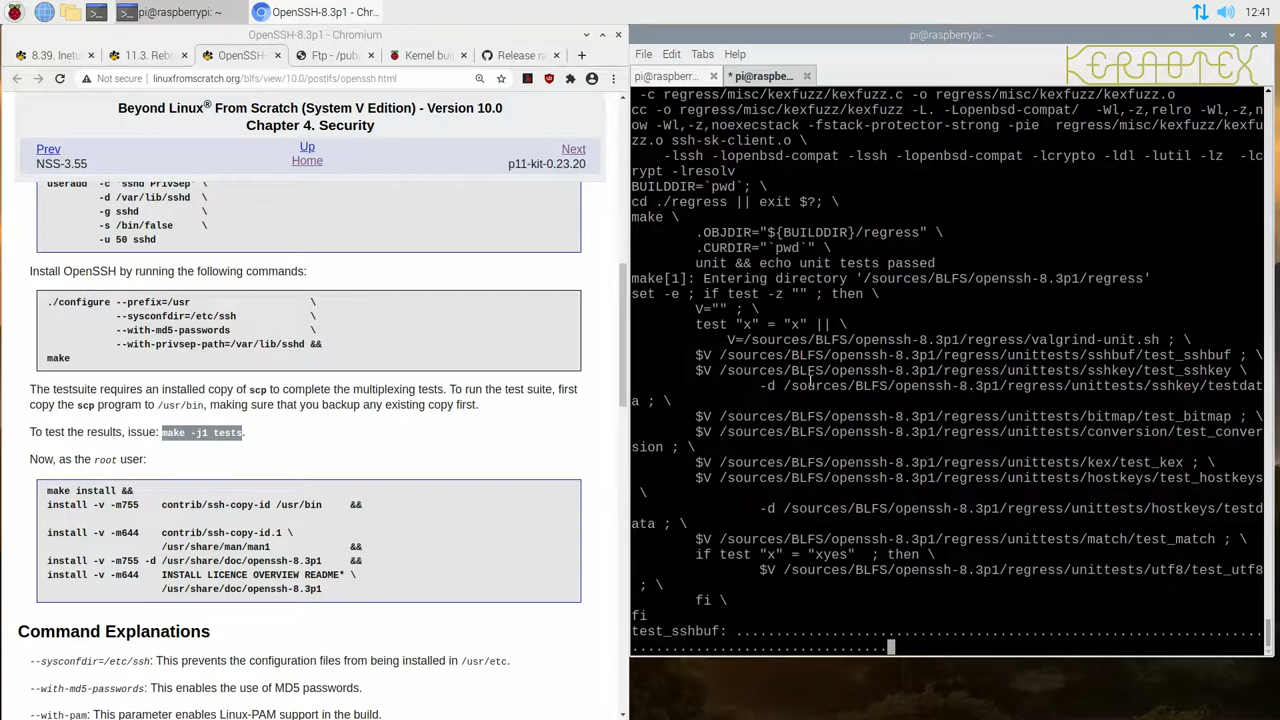 pi@raspberrypi: ~
OpenSSH-8.3p1 - Chr...
12:41
OpenSSH-8.3p1 - Chromium
8.39. Inetu
11.3. Rebo
OpenSSH-
Ftp - /pub/
Kernel buil
Release ra
Not secure
linuxfromscratch.org/blfs/view/10.0/postlfs/openssh.html
Beyond Linux® From Scratch (System V Edition) - Version 10.0
Chapter 4. Security
Prev
Up
Next
NSS-3.55
Home
p11-kit-0.23.20
useradd -c 'sshd PrivSep' \
-d /var/lib/sshd \
-g sshd \
-s /bin/false \
-u 50 sshd
Install OpenSSH by running the following commands:
./configure --prefix=/usr \
--sysconfdir=/etc/ssh \
--with-md5-passwords \
--with-privsep-path=/var/lib/sshd &&
make
The testsuite requires an installed copy of scp to complete the multiplexing tests. To run the test suite, first
copy the scp program to /usr/bin, making sure that you backup any existing copy first.
To test the results, issue: make -j1 tests.
Now, as the root user:
make install &&
install -v -m755 contrib/ssh-copy-id /usr/bin &&
install -v -m644 contrib/ssh-copy-id.1 \
/usr/share/man/man1 &&
install -v -m755 -d /usr/share/doc/openssh-8.3p1 &&
install -v -m644 INSTALL LICENCE OVERVIEW README* \
/usr/share/doc/openssh-8.3p1
Command Explanations
--sysconfdir=/etc/ssh: This prevents the configuration files from being installed in /usr/etc.
--with-md5-passwords: This enables the use of MD5 passwords.
--with-pam: This parameter enables Linux-PAM support in the build.
pi@raspberrypi: ~
File Edit Tabs Help
pi@raspberr...
* pi@raspbe...
KEROTEX
-c regress/misc/kexfuzz/kexfuzz.c -o regress/misc/kexfuzz/kexfuzz.o
cc -o regress/misc/kexfuzz/kexfuzz -L. -Lopenbsd-compat/ -Wl,-z,relro -Wl,-z,n
ow -Wl,-z,noexecstack -fstack-protector-strong -pie regress/misc/kexfuzz/kexfu
zz.o ssh-sk-client.o \
-lssh -lopenbsd-compat -lssh -lopenbsd-compat -lcrypto -ldl -lutil -lz -lc
rypt -lresolv
BUILDDIR=`pwd`; \
cd ./regress || exit $?; \
make \
.OBJDIR="${BUILDDIR}/regress" \
.CURDIR="`pwd`" \
unit && echo unit tests passed
make[1]: Entering directory '/sources/BLFS/openssh-8.3p1/regress'
set -e ; if test -z "" ; then \
V="" ; \
test "x" = "x" || \
V=/sources/BLFS/openssh-8.3p1/regress/valgrind-unit.sh ; \
$V /sources/BLFS/openssh-8.3p1/regress/unittests/sshbuf/test_sshbuf ; \
$V /sources/BLFS/openssh-8.3p1/regress/unittests/sshkey/test_sshkey \
-d /sources/BLFS/openssh-8.3p1/regress/unittests/sshkey/testdat
a ; \
$V /sources/BLFS/openssh-8.3p1/regress/unittests/bitmap/test_bitmap ; \
$V /sources/BLFS/openssh-8.3p1/regress/unittests/conversion/test_conver
sion ; \
$V /sources/BLFS/openssh-8.3p1/regress/unittests/kex/test_kex ; \
$V /sources/BLFS/openssh-8.3p1/regress/unittests/hostkeys/test_hostkeys
\
-d /sources/BLFS/openssh-8.3p1/regress/unittests/hostkeys/testd
ata ; \
$V /sources/BLFS/openssh-8.3p1/regress/unittests/match/test_match ; \
if test "x" = "xyes" ; then \
$V /sources/BLFS/openssh-8.3p1/regress/unittests/utf8/test_utf8
; \
fi \
fi
test_sshbuf: ..................................................................
................................